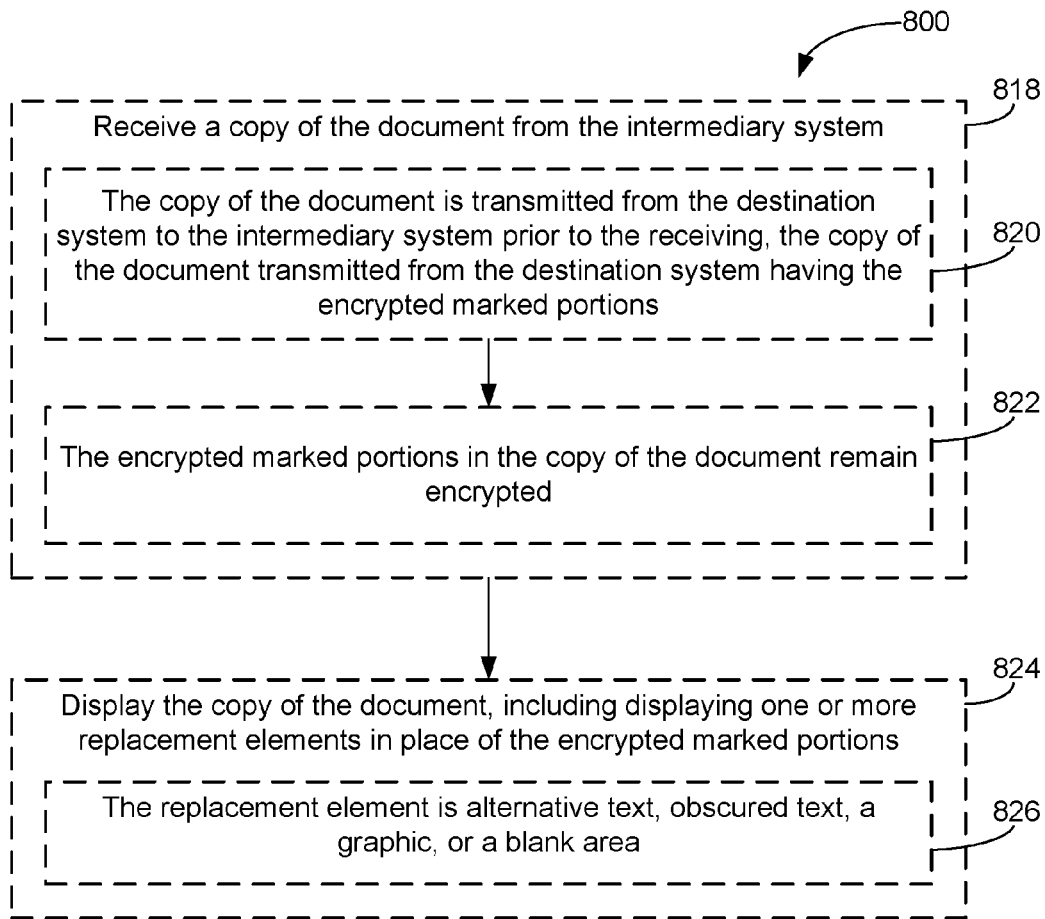 800
818
Receive a copy of the document from the intermediary system
The copy of the document is transmitted from the destination
system to the intermediary system prior to the receiving, the copy of
the document transmitted from the destination system having the
encrypted marked portions
820
822
The encrypted marked portions in the copy of the document remain
encrypted
824
Display the copy of the document, including displaying one or more
replacement elements in place of the encrypted marked portions
The replacement element is alternative text, obscured text, a
graphic, or a blank area
826